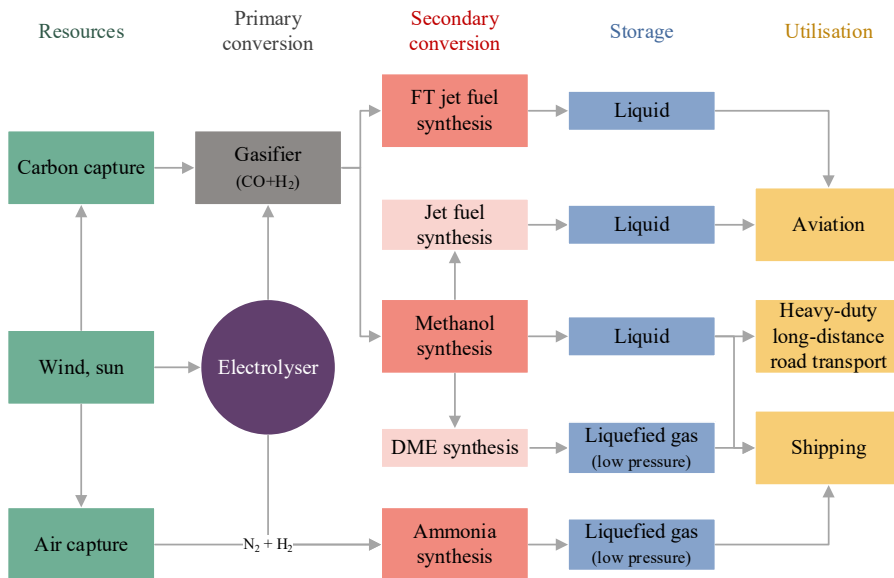 Resources
Primary
conversion
Secondary
conversion
Storage
Utilisation
FT jet fuel
synthesis
Liquid
Carbon capture
Gasifier
(CO+H₂)
Jet fuel
synthesis
Liquid
Aviation
Wind, sun
Electrolyser
Methanol
synthesis
Liquid
Heavy-duty
long-distance
road transport
DME synthesis
Liquefied gas
(low pressure)
Shipping
Air capture
N₂ + H₂
Ammonia
synthesis
Liquefied gas
(low pressure)